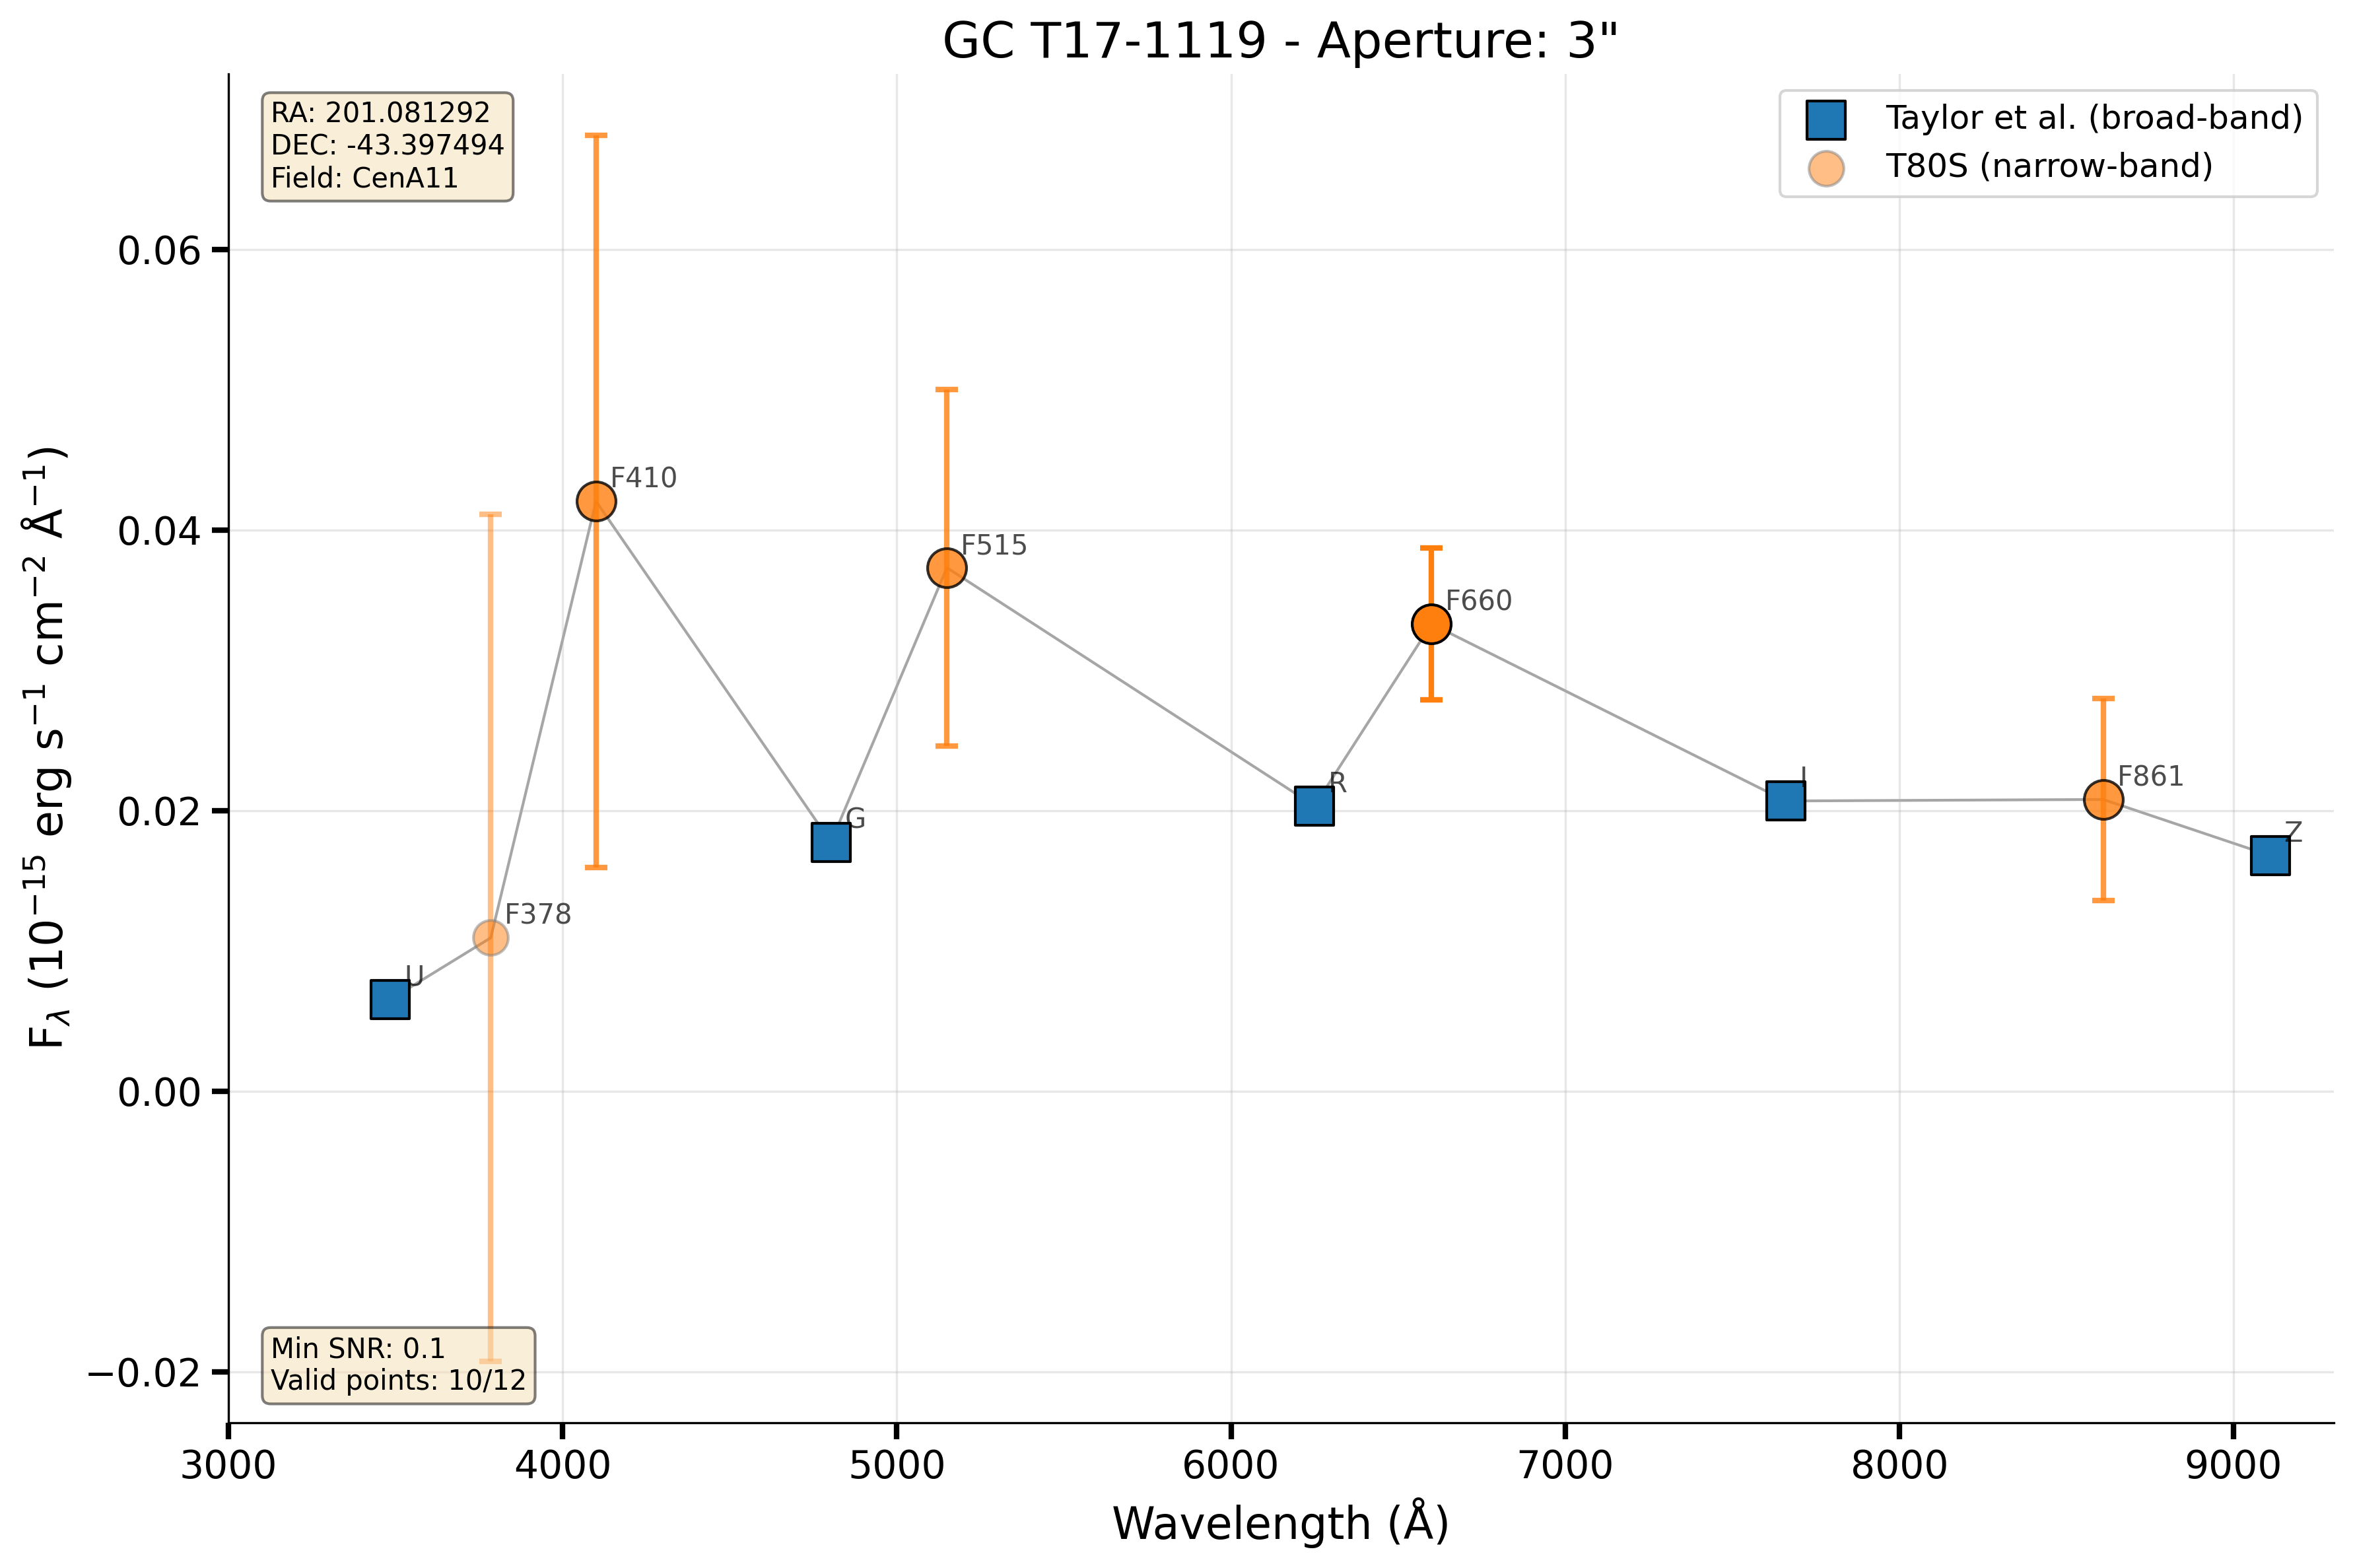 GC T17-1119 - Aperture: 3"
RA: 201.081292
DEC: -43.397494
Field: CenA11
Taylor et al. (broad-band)
T80S (narrow-band)
0.06
0.04
0.02
0.00
−0.02
F_λ (10⁻¹⁵ erg s⁻¹ cm⁻² Å⁻¹)
U
F378
F410
G
F515
R
F660
I
F861
Z
Min SNR: 0.1
Valid points: 10/12
3000 4000 5000 6000 7000 8000 9000
Wavelength (Å)